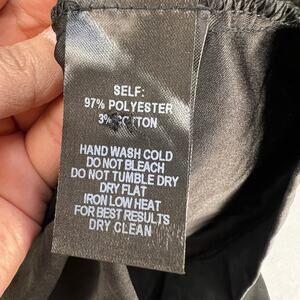 SELF:
97% POLYESTER
3% COTTON
HAND WASH COLD
DO NOT BLEACH
DO NOT TUMBLE DRY
DRY FLAT
IRON LOW HEAT
FOR BEST RESULTS
DRY CLEAN